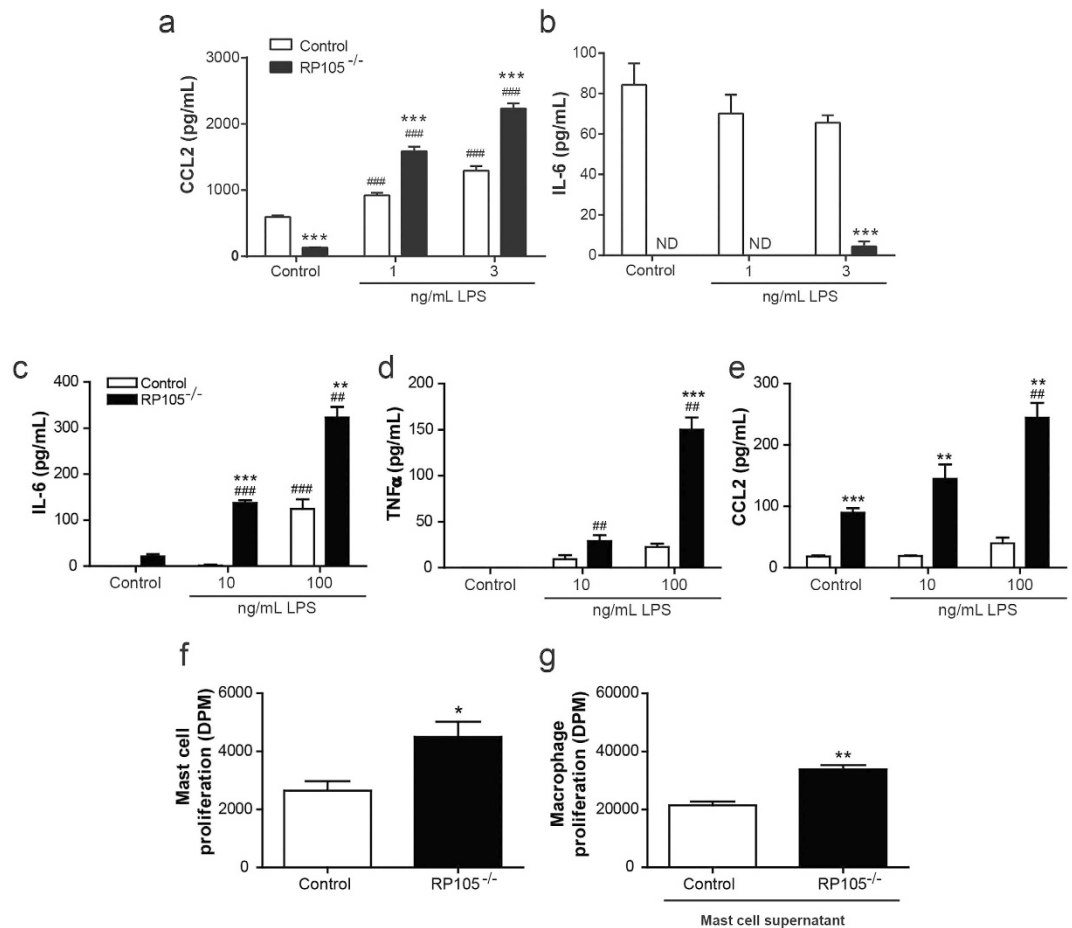 a
Control
RP105-/-
CCL2 (pg/mL)
3000
2000
1000
0
***
###
***
###
###
***
###
Control
1
3
ng/mL LPS
b
IL-6 (pg/mL)
100
80
60
40
20
0
ND
ND
***
Control
1
3
ng/mL LPS
c
Control
RP105-/-
IL-6 (pg/mL)
400
300
200
100
0
***
###
###
**
##
Control
10
100
ng/mL LPS
d
TNFα (pg/mL)
200
150
100
50
0
##
***
##
Control
10
100
ng/mL LPS
e
CCL2 (pg/mL)
300
200
100
0
***
**
**
##
Control
10
100
ng/mL LPS
f
Mast cell
proliferation (DPM)
6000
4000
2000
0
*
Control
RP105-/-
g
Macrophage
proliferation (DPM)
60000
40000
20000
0
**
Control
RP105-/-
Mast cell supernatant